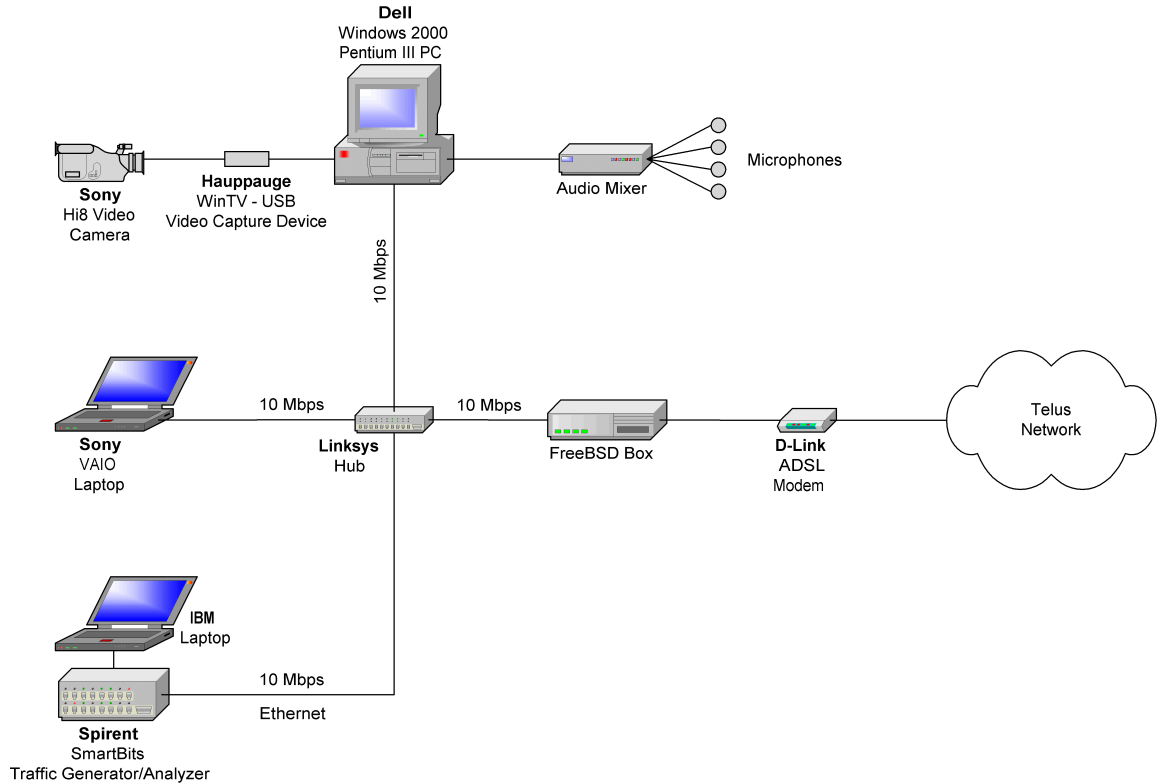 Dell
Windows 2000
Pentium III PC
Sony
Hi8 Video
Camera
Hauppauge
WinTV - USB
Video Capture Device
Audio Mixer
Microphones
10 Mbps
Sony
VAIO
Laptop
10 Mbps
Linksys
Hub
10 Mbps
FreeBSD Box
D-Link
ADSL
Modem
Telus
Network
IBM
Laptop
Spirent
SmartBits
Traffic Generator/Analyzer
10 Mbps
Ethernet